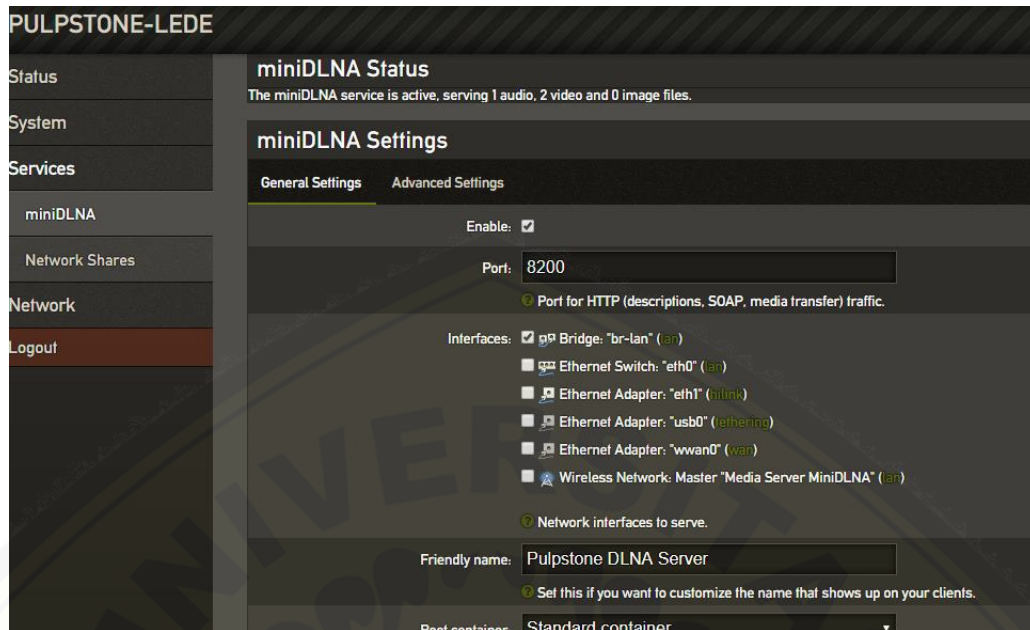 PULPSTONE-LEDE
Status
System
Services
miniDLNA
Network Shares
Network
Logout
miniDLNA Status
The miniDLNA service is active, serving 1 audio, 2 video and 0 image files.
miniDLNA Settings
General Settings Advanced Settings
Enable:
Port: 8200
Port for HTTP (descriptions, SOAP, media transfer) traffic.
Interfaces: Bridge: "br-lan" (lan)
Ethernet Switch: "eth0" (lan)
Ethernet Adapter: "eth1" (hilink)
Ethernet Adapter: "usb0" (tethering)
Ethernet Adapter: "wwan0" (wan)
Wireless Network: Master "Media Server MiniDLNA" (lan)
Network interfaces to serve.
Friendly name: Pulpstone DLNA Server
Set this if you want to customize the name that shows up on your clients.
Root container: Standard container